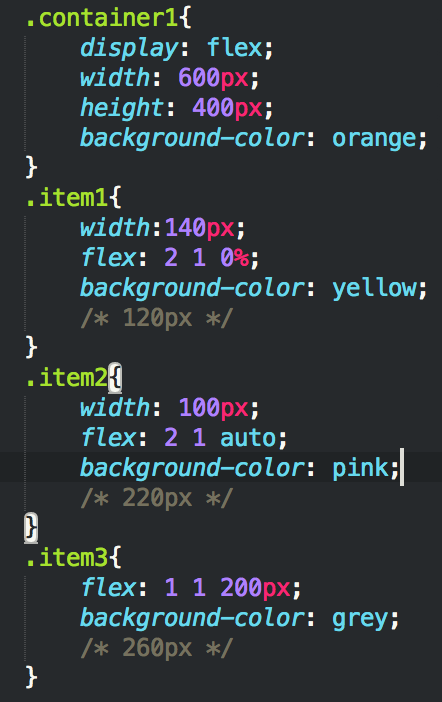 .container1{
    display: flex;
    width: 600px;
    height: 400px;
    background-color: orange;
}
.item1{
    width:140px;
    flex: 2 1 0%;
    background-color: yellow;
    /* 120px */
}
.item2{
    width: 100px;
    flex: 2 1 auto;
    background-color: pink;
    /* 220px */
}
.item3{
    flex: 1 1 200px;
    background-color: grey;
    /* 260px */
}